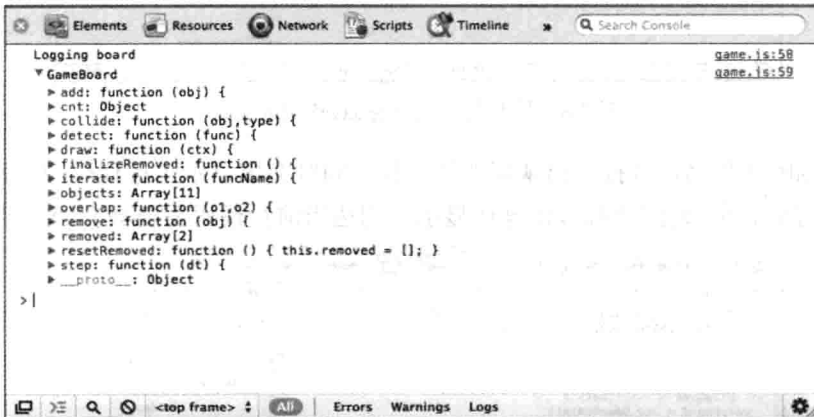 Elements Resources Network Scripts Timeline » Search Console
Logging board game.js:58
▼ GameBoard game.js:59
▶ add: function (obj) {
▶ cnt: Object
▶ collide: function (obj,type) {
▶ detect: function (func) {
▶ draw: function (ctx) {
▶ finalizeRemoved: function () {
▶ iterate: function (funcName) {
▶ objects: Array[11]
▶ overlap: function (o1,o2) {
▶ remove: function (obj) {
▶ removed: Array[2]
▶ resetRemoved: function () { this.removed = []; }
▶ step: function (dt) {
▶ __proto__: Object
>
<top frame> All Errors Warnings Logs